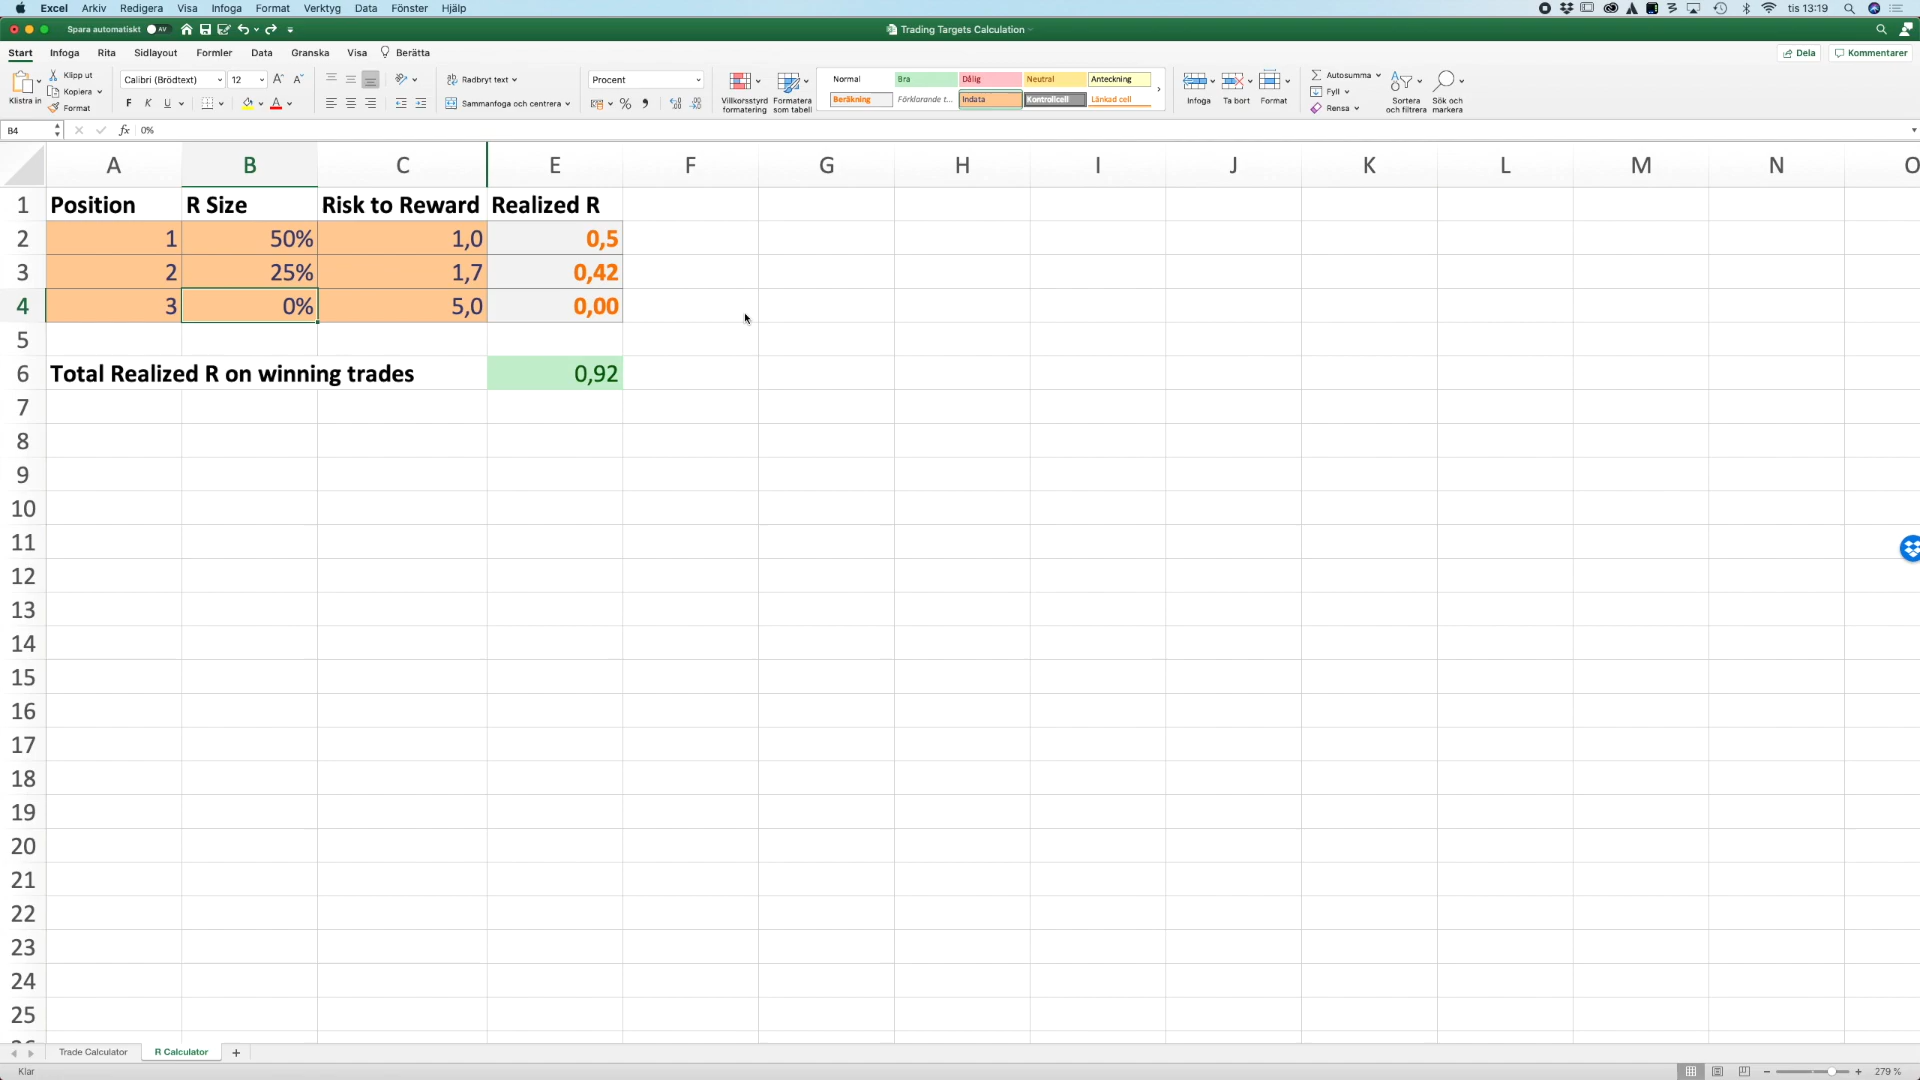 Excel Arkiv Redigera Visa Infoga Format Verktyg Data Fönster Hjälp tis 13:19
Spara automatiskt AV Trading Targets Calculation
Start Infoga Rita Sidlayout Formler Data Granska Visa Berätta Dela Kommentarer
Klistra in Klipp ut Kopiera Format
Calibri (Brödtext) 12
F K U
Radbryt text
Sammanfoga och centrera
Procent
Villkorsstyrd formatering Formatera som tabell
Normal Bra Dålig Neutral Anteckning
Beräkning Förklarande t... Indata Kontrollcell Länkad cell
Infoga Ta bort Format
Autosumma Fyll Rensa
Sortera och filtrera Sök och markera
B4 fx 0%
A B C E F G H I J K L M N O
1 Position R Size Risk to Reward Realized R
2 1 50% 1,0 0,5
3 2 25% 1,7 0,42
4 3 0% 5,0 0,00
5
6 Total Realized R on winning trades 0,92
7
8
9
10
11
12
13
14
15
16
17
18
19
20
21
22
23
24
25
Trade Calculator R Calculator +
Klar 279 %